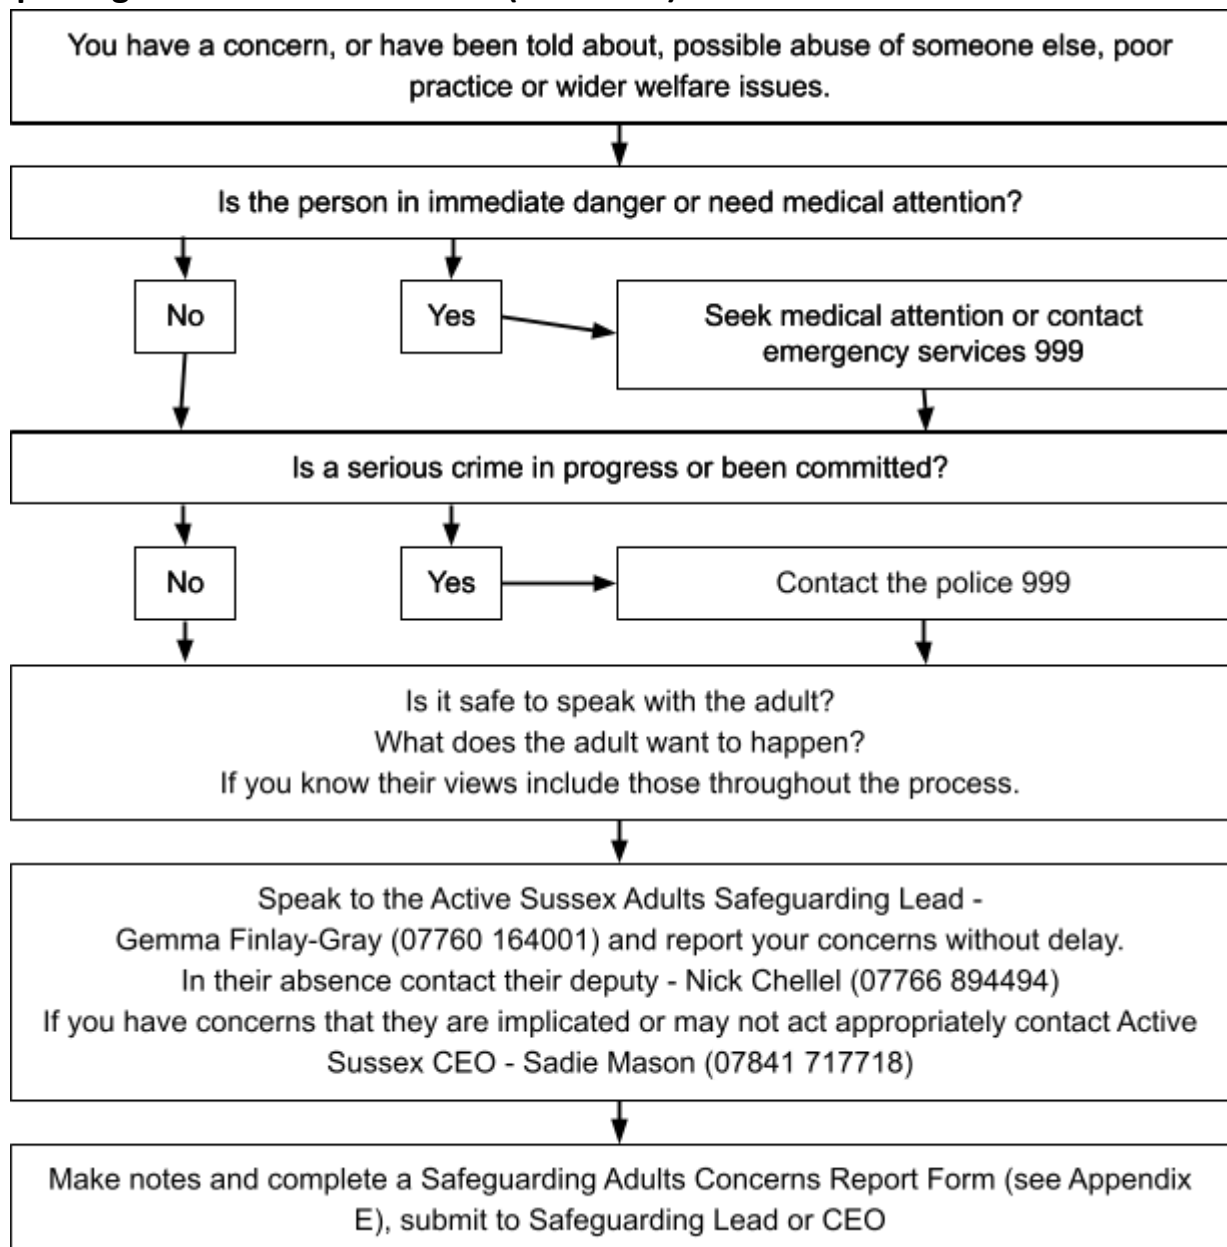 You have a concern, or have been told about, possible abuse of someone else, poor
practice or wider welfare issues.
Is the person in immediate danger or need medical attention?
No
Yes
Seek medical attention or contact
emergency services 999
Is a serious crime in progress or been committed?
No
Yes
Contact the police 999
Is it safe to speak with the adult?
What does the adult want to happen?
If you know their views include those throughout the process.
Speak to the Active Sussex Adults Safeguarding Lead -
Gemma Finlay-Gray (07760 164001) and report your concerns without delay.
In their absence contact their deputy - Nick Chellel (07766 894494)
If you have concerns that they are implicated or may not act appropriately contact Active
Sussex CEO - Sadie Mason (07841 717718)
Make notes and complete a Safeguarding Adults Concerns Report Form (see Appendix
E), submit to Safeguarding Lead or CEO